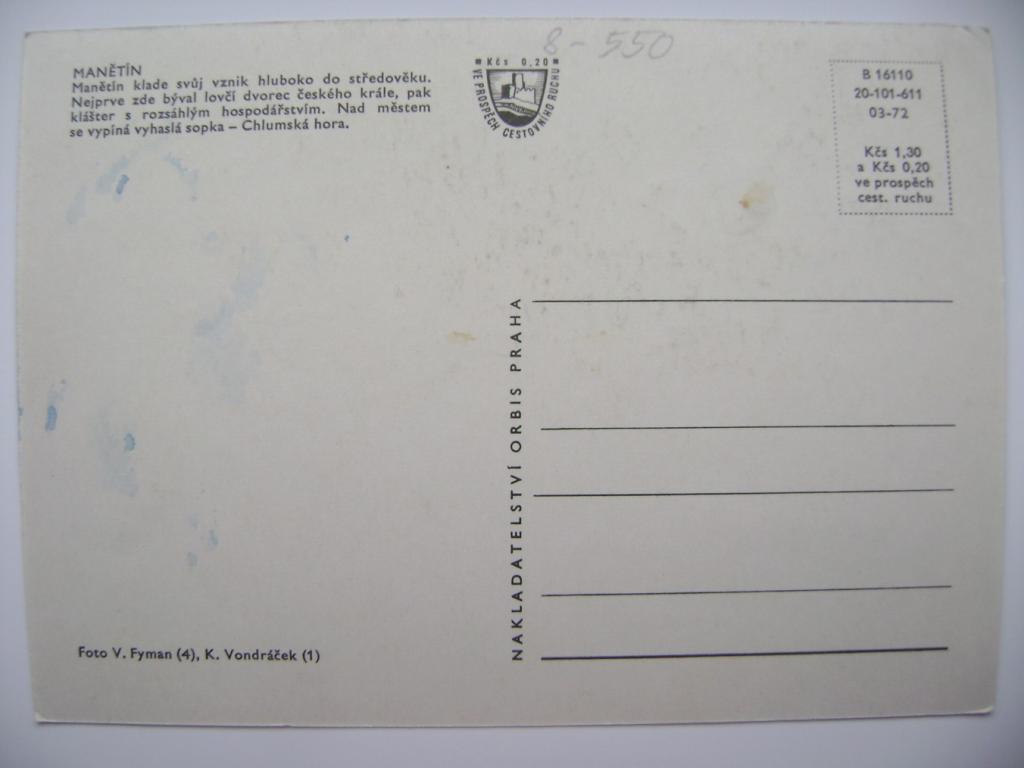 MANĚTÍN
Manětín klade svůj vznik hluboko do středověku.
Nejprve zde býval lovčí dvorec českého krále, pak
klášter s rozsáhlým hospodářstvím. Nad městem
se vypíná vyhaslá sopka – Chlumská hora.
8-550
Kčs 0,20
VE PROSPĚCH CESTOVNÍHO RUCHU
B 16110
20-101-611
03-72
Kčs 1,30
a Kčs 0,20
ve prospěch
cest. ruchu
NAKLADATELSTVÍ ORBIS PRAHA
Foto V. Fyman (4), K. Vondráček (1)